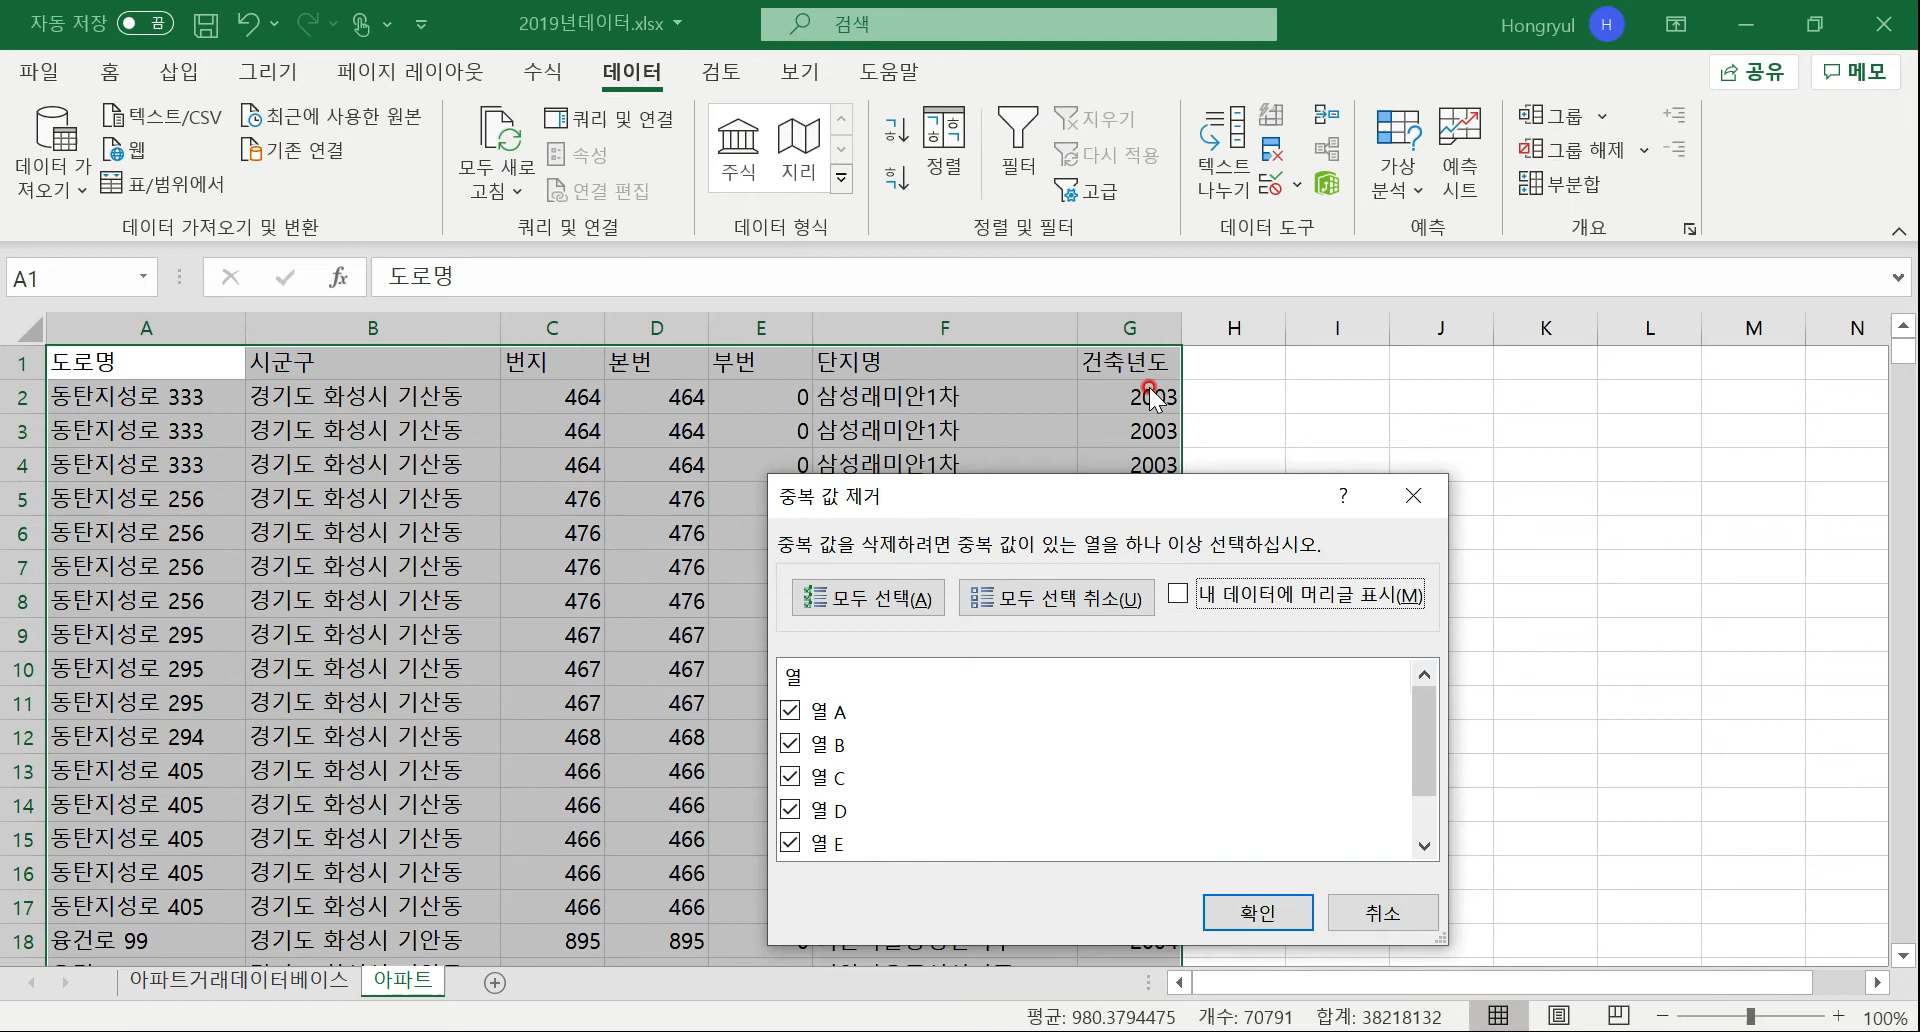 자동 저장 끔 2019년데이터.xlsx 검색 Hongryul H
파일 홈 삽입 그리기 페이지 레이아웃 수식 데이터 검토 보기 도움말 공유 메모
데이터 가져오기 텍스트/CSV 최근에 사용한 원본 모두 새로 고침 쿼리 및 연결 주식 지리 정렬 필터 지우기 텍스트 나누기 가상 분석 예측 시트 그룹
웹 기존 연결 속성 다시 적용 그룹 해제
표/범위에서 연결 편집 고급 부분합
데이터 가져오기 및 변환 쿼리 및 연결 데이터 형식 정렬 및 필터 데이터 도구 예측 개요
A1 fx 도로명
A B C D E F G H I J K L M N
1 도로명 시군구 번지 본번 부번 단지명 건축년도
2 동탄지성로 333 경기도 화성시 기산동 464 464 0 삼성래미안1차 2003
3 동탄지성로 333 경기도 화성시 기산동 464 464 0 삼성래미안1차 2003
4 동탄지성로 333 경기도 화성시 기산동 464 464 0 삼성래미안1차 2003
5 동탄지성로 256 경기도 화성시 기산동 476 476
6 동탄지성로 256 경기도 화성시 기산동 476 476
7 동탄지성로 256 경기도 화성시 기산동 476 476
8 동탄지성로 256 경기도 화성시 기산동 476 476
9 동탄지성로 295 경기도 화성시 기산동 467 467
10 동탄지성로 295 경기도 화성시 기산동 467 467
11 동탄지성로 295 경기도 화성시 기산동 467 467
12 동탄지성로 294 경기도 화성시 기산동 468 468
13 동탄지성로 405 경기도 화성시 기산동 466 466
14 동탄지성로 405 경기도 화성시 기산동 466 466
15 동탄지성로 405 경기도 화성시 기산동 466 466
16 동탄지성로 405 경기도 화성시 기산동 466 466
17 동탄지성로 405 경기도 화성시 기산동 466 466
18 융건로 99 경기도 화성시 기안동 895 895
중복 값 제거 ?
중복 값을 삭제하려면 중복 값이 있는 열을 하나 이상 선택하십시오.
모두 선택(A) 모두 선택 취소(U) 내 데이터에 머리글 표시(M)
열
열 A
열 B
열 C
열 D
열 E
확인 취소
아파트거래데이터베이스 아파트
평균: 980.3794475 개수: 70791 합계: 38218132 100%